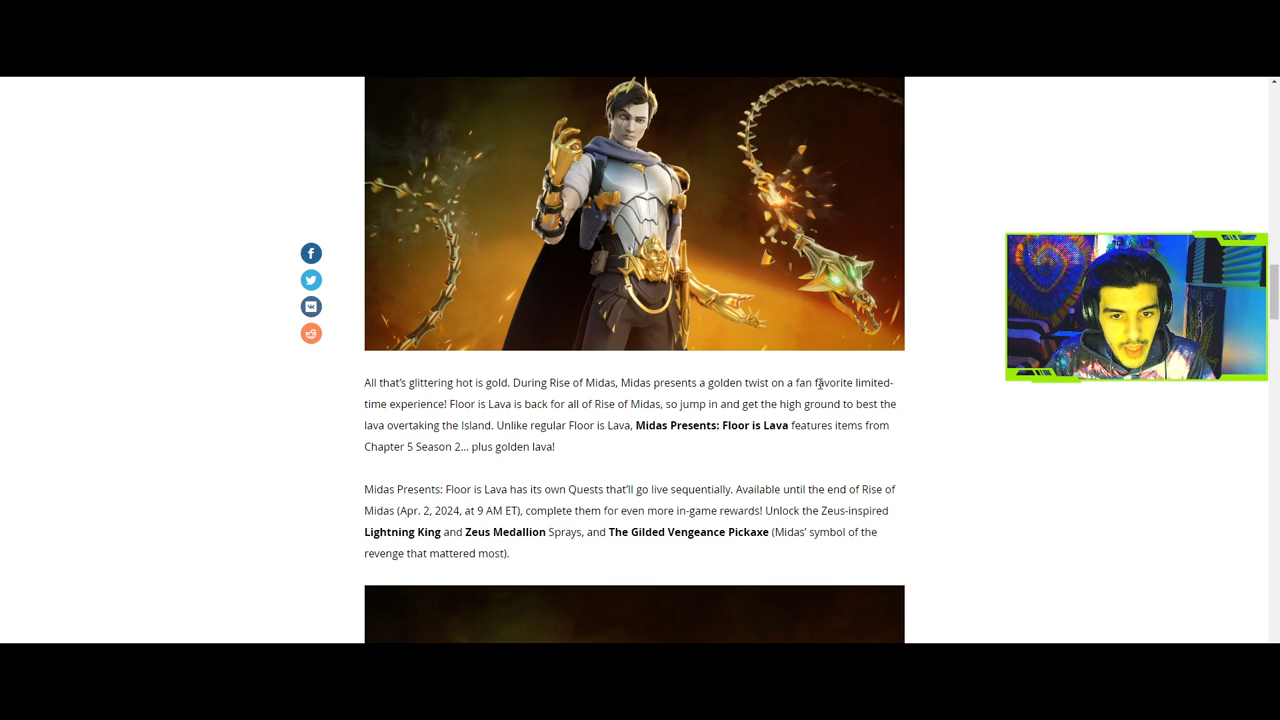 All that's glittering hot is gold. During Rise of Midas, Midas presents a golden twist on a fan favorite limited-
time experience! Floor is Lava is back for all of Rise of Midas, so jump in and get the high ground to best the
lava overtaking the Island. Unlike regular Floor is Lava, Midas Presents: Floor is Lava features items from
Chapter 5 Season 2... plus golden lava!
Midas Presents: Floor is Lava has its own Quests that'll go live sequentially. Available until the end of Rise of
Midas (Apr. 2, 2024, at 9 AM ET), complete them for even more in-game rewards! Unlock the Zeus-inspired
Lightning King and Zeus Medallion Sprays, and The Gilded Vengeance Pickaxe (Midas' symbol of the
revenge that mattered most).